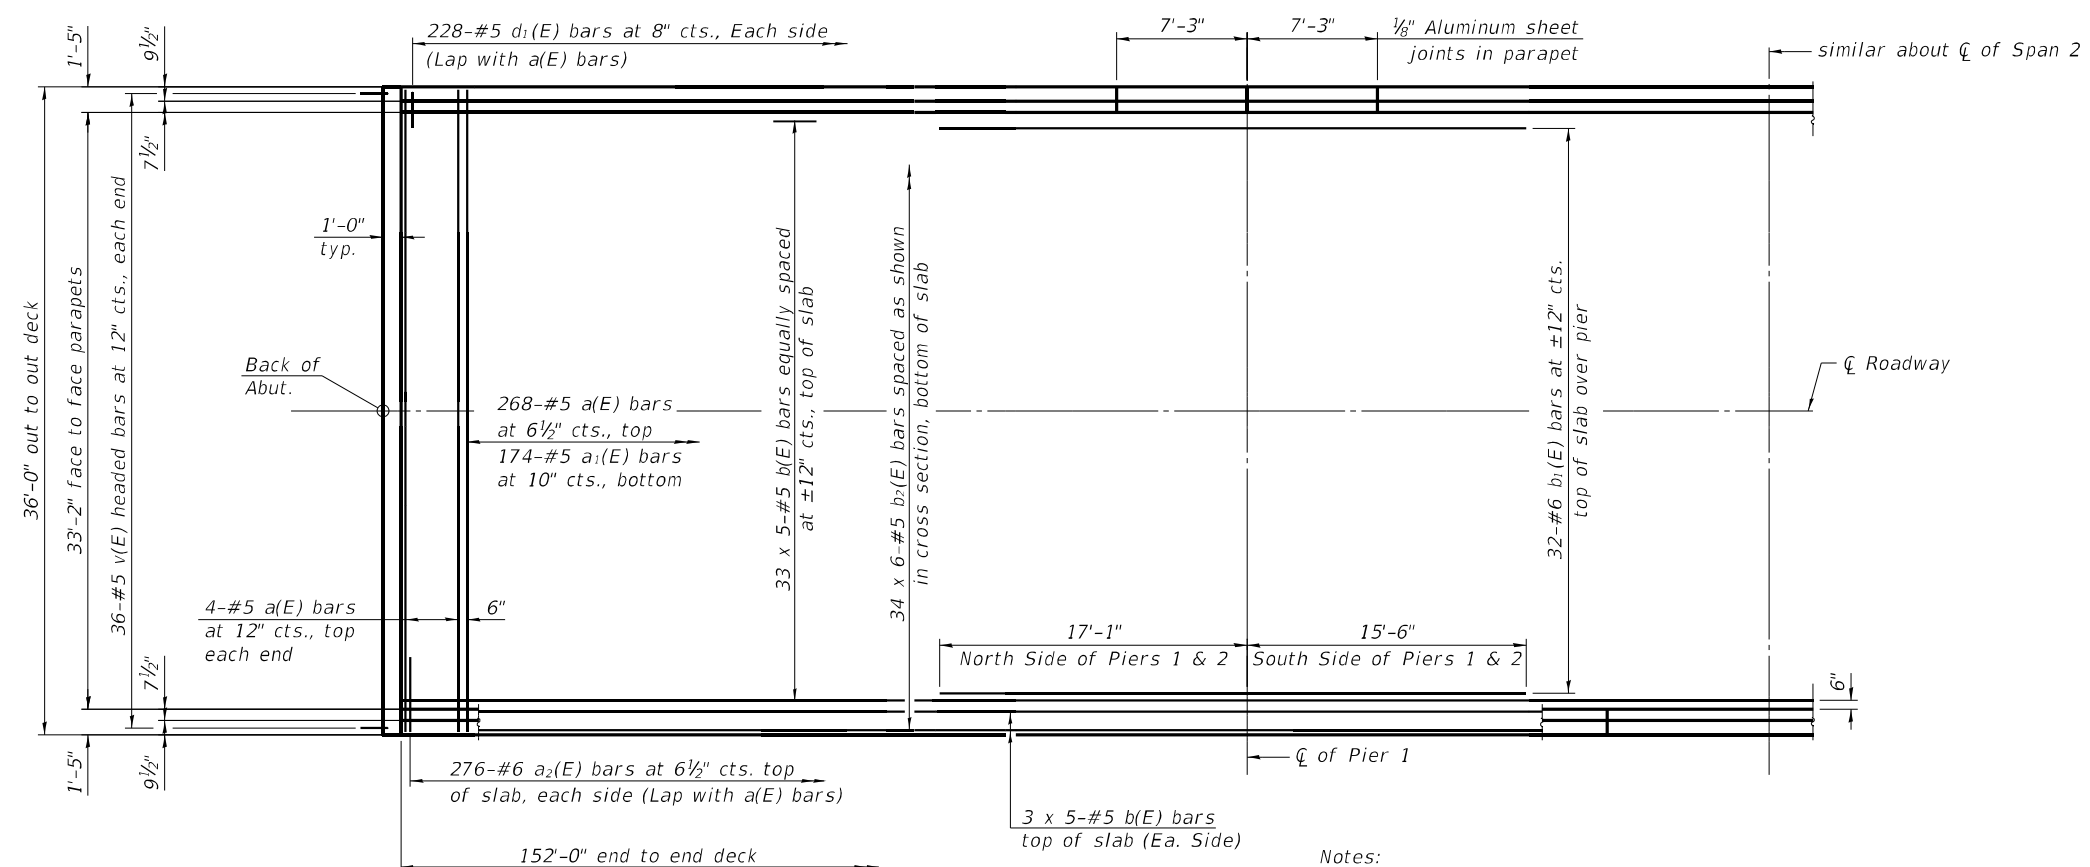 228-#5 d₁(E) bars at 8" cts., Each side
(Lap with a(E) bars)
7'-3"
7'-3"
⅛" Aluminum sheet
joints in parapet
similar about ℄ of Span 2
1'-5"
9½"
7½"
36'-0" out to out deck
33'-2" face to face parapets
36-#5 v(E) headed bars at 12" cts., each end
1'-0"
typ.
Back of
Abut.
268-#5 a(E) bars
at 6½" cts., top
174-#5 a₁(E) bars
at 10" cts., bottom
33 x 5-#5 b(E) bars equally spaced
at ±12" cts., top of slab
34 x 6-#5 b₂(E) bars spaced as shown
in cross section, bottom of slab
32-#6 b₁(E) bars at ±12" cts.
top of slab over pier
℄ Roadway
4-#5 a(E) bars
at 12" cts., top
each end
6"
17'-1"
North Side of Piers 1 & 2
15'-6"
South Side of Piers 1 & 2
6"
7½"
1'-5"
9½"
℄ of Pier 1
276-#6 a₂(E) bars at 6½" cts. top
of slab, each side (Lap with a(E) bars)
3 x 5-#5 b(E) bars
top of slab (Ea. Side)
152'-0" end to end deck
Notes: